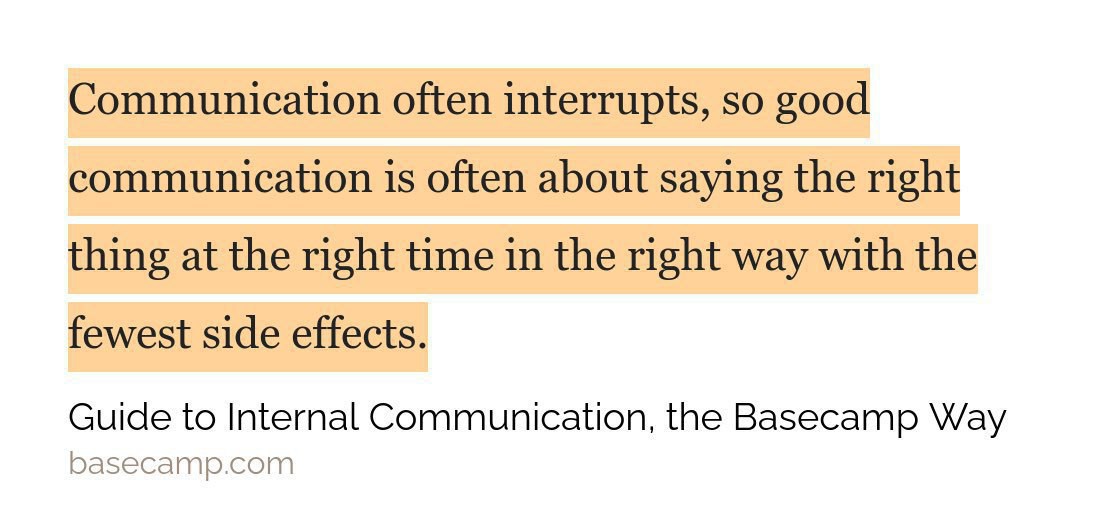 Communication often interrupts, so good
communication is often about saying the right
thing at the right time in the right way with the
fewest side effects.
Guide to Internal Communication, the Basecamp Way
basecamp.com